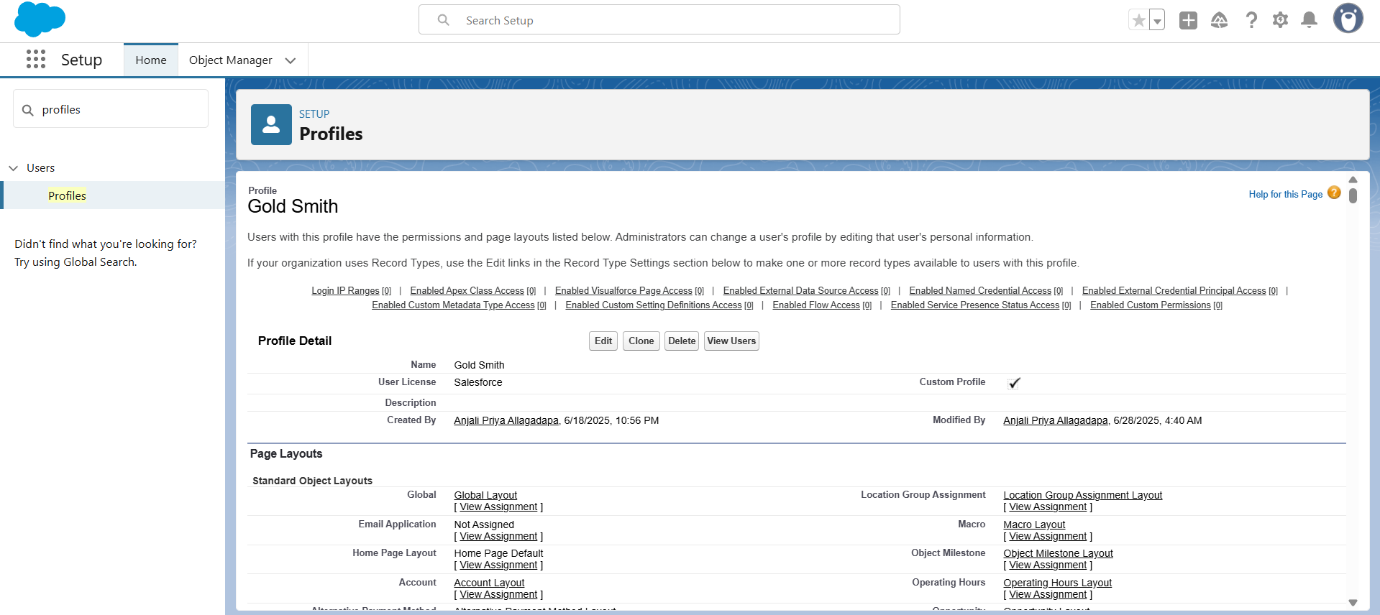 Search Setup
Setup
Home
Object Manager
profiles
Users
Profiles
Didn't find what you're looking for?
Try using Global Search.
SETUP
Profiles
Profile
Gold Smith
Help for this Page ?
Users with this profile have the permissions and page layouts listed below. Administrators can change a user's profile by editing that user's personal information.
If your organization uses Record Types, use the Edit links in the Record Type Settings section below to make one or more record types available to users with this profile.
Login IP Ranges [0] | Enabled Apex Class Access [0] | Enabled Visualforce Page Access [0] | Enabled External Data Source Access [0] | Enabled Named Credential Access [0] | Enabled External Credential Principal Access [0] |
Enabled Custom Metadata Type Access [0] | Enabled Custom Setting Definitions Access [0] | Enabled Flow Access [0] | Enabled Service Presence Status Access [0] | Enabled Custom Permissions [0]
Profile Detail Edit Clone Delete View Users
Name Gold Smith
User License Salesforce Custom Profile ✓
Description
Created By Anjali Priya Allagadapa, 6/18/2025, 10:56 PM Modified By Anjali Priya Allagadapa, 6/28/2025, 4:40 AM
Page Layouts
Standard Object Layouts
Global Global Layout Location Group Assignment Location Group Assignment Layout
[ View Assignment ] [ View Assignment ]
Email Application Not Assigned Macro Macro Layout
[ View Assignment ] [ View Assignment ]
Home Page Layout Home Page Default Object Milestone Object Milestone Layout
[ View Assignment ] [ View Assignment ]
Account Account Layout Operating Hours Operating Hours Layout
[ View Assignment ] [ View Assignment ]
Alternative Payment Method Alternative Payment Method Layout Opportunity Opportunity Layout